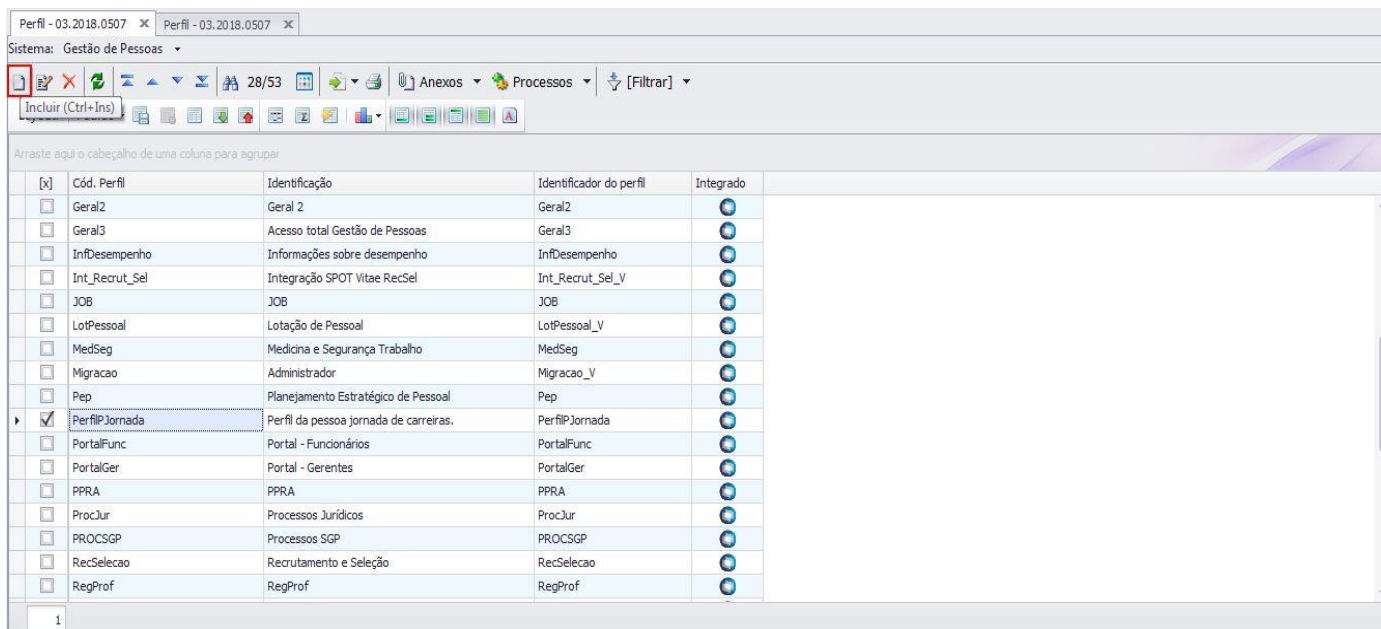 Perfil - 03.2018.0507 x Perfil - 03.2018.0507 x
Sistema: Gestão de Pessoas
28/53 Anexos Processos [Filtrar]
Incluir (Ctrl+Ins)
Arraste aqui o cabeçalho de uma coluna para agrupar
[x] Cód. Perfil Identificação Identificador do perfil Integrado
Geral2 Geral 2 Geral2
Geral3 Acesso total Gestão de Pessoas Geral3
InfDesempenho Informações sobre desempenho InfDesempenho
Int_Recrut_Sel Integração SPOT Vitae RecSel Int_Recrut_Sel_V
JOB JOB JOB
LotPessoal Lotação de Pessoal LotPessoal_V
MedSeg Medicina e Segurança Trabalho MedSeg
Migracao Administrador Migracao_V
Pep Planejamento Estratégico de Pessoal Pep
PerfilPJornada Perfil da pessoa jornada de carreiras. PerfilPJornada
PortalFunc Portal - Funcionários PortalFunc
PortalGer Portal - Gerentes PortalGer
PPRA PPRA PPRA
ProcJur Processos Jurídicos ProcJur
PROCSGP Processos SGP PROCSGP
RecSelecao Recrutamento e Seleção RecSelecao
RegProf RegProf RegProf
1